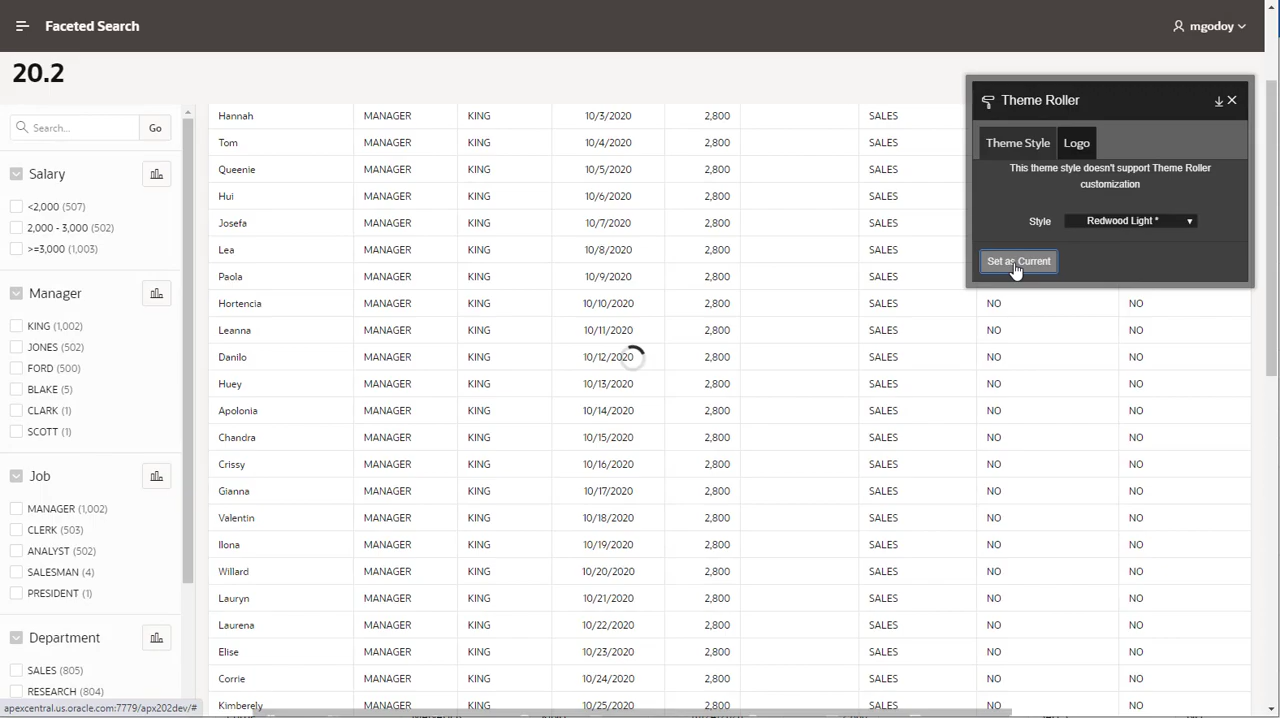 Faceted Search
mgodoy
20.2
Search...
Go
Salary
<2,000 (507)
2,000 - 3,000 (502)
>=3,000 (1,003)
Manager
KING (1,002)
JONES (502)
FORD (500)
BLAKE (5)
CLARK (1)
SCOTT (1)
Job
MANAGER (1,002)
CLERK (503)
ANALYST (502)
SALESMAN (4)
PRESIDENT (1)
Department
SALES (805)
RESEARCH (804)
apexcentral.us.oracle.com:7779/apx202dev/#
Hannah MANAGER KING 10/3/2020 2,800 SALES
Tom MANAGER KING 10/4/2020 2,800 SALES
Queenie MANAGER KING 10/5/2020 2,800 SALES
Hui MANAGER KING 10/6/2020 2,800 SALES
Josefa MANAGER KING 10/7/2020 2,800 SALES
Lea MANAGER KING 10/8/2020 2,800 SALES
Paola MANAGER KING 10/9/2020 2,800 SALES
Hortencia MANAGER KING 10/10/2020 2,800 SALES NO NO
Leanna MANAGER KING 10/11/2020 2,800 SALES NO NO
Danilo MANAGER KING 10/12/2020 2,800 SALES NO NO
Huey MANAGER KING 10/13/2020 2,800 SALES NO NO
Apolonia MANAGER KING 10/14/2020 2,800 SALES NO NO
Chandra MANAGER KING 10/15/2020 2,800 SALES NO NO
Crissy MANAGER KING 10/16/2020 2,800 SALES NO NO
Gianna MANAGER KING 10/17/2020 2,800 SALES NO NO
Valentin MANAGER KING 10/18/2020 2,800 SALES NO NO
Ilona MANAGER KING 10/19/2020 2,800 SALES NO NO
Willard MANAGER KING 10/20/2020 2,800 SALES NO NO
Lauryn MANAGER KING 10/21/2020 2,800 SALES NO NO
Laurena MANAGER KING 10/22/2020 2,800 SALES NO NO
Elise MANAGER KING 10/23/2020 2,800 SALES NO NO
Corrie MANAGER KING 10/24/2020 2,800 SALES NO NO
Kimberely MANAGER KING 10/25/2020 2,800 SALES NO NO
Theme Roller
Theme Style Logo
This theme style doesn't support Theme Roller
customization
Style Redwood Light *
Set as Current